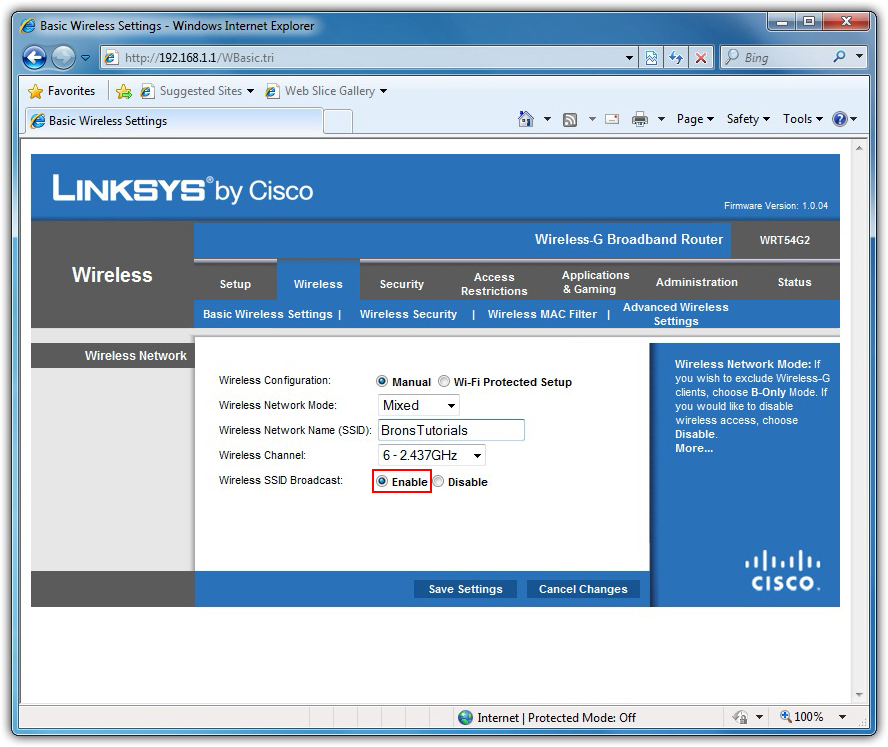 Basic Wireless Settings - Windows Internet Explorer
http://192.168.1.1/WBasic.tri
Bing
Favorites
Suggested Sites
Web Slice Gallery
Basic Wireless Settings
Page
Safety
Tools
LINKSYS® by Cisco
Firmware Version: 1.0.04
Wireless-G Broadband Router
WRT54G2
Wireless
Setup
Wireless
Security
Access
Restrictions
Applications
& Gaming
Administration
Status
Basic Wireless Settings |
Wireless Security |
Wireless MAC Filter |
Advanced Wireless
Settings
Wireless Network
Wireless Configuration:
Manual
Wi-Fi Protected Setup
Wireless Network Mode:
Mixed
Wireless Network Name (SSID):
BronsTutorials
Wireless Channel:
6 - 2.437GHz
Wireless SSID Broadcast:
Enable
Disable
Wireless Network Mode: If
you wish to exclude Wireless-G
clients, choose B-Only Mode. If
you would like to disable
wireless access, choose
Disable.
More...
CISCO.
Save Settings
Cancel Changes
Internet | Protected Mode: Off
100%